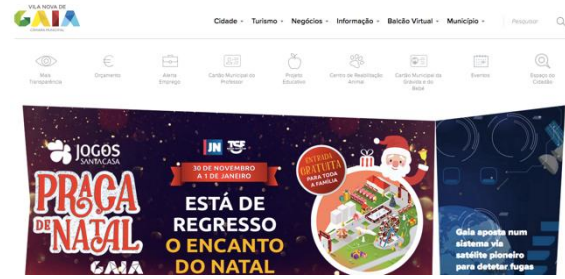 VILA NOVA DE
GAIA
CÂMARA MUNICIPAL
Cidade
Turismo
Negócios
Informação
Balcão Virtual
Município
Pesquisar
Mais
Transparência
Orçamento
Alerta
Emprego
Cartão Municipal do
Professor
Projeto
Educativo
Centro de Reabilitação
Animal
Cartão Municipal da
Grávida e do
Bebé
Eventos
Espaço do
Cidadão
JOGOS
SANTACASA
PRAÇA
DE NATAL
GAIA
JN
TSF
30 DE NOVEMBRO
A 1 DE JANEIRO
ESTÁ DE
REGRESSO
O ENCANTO
DO NATAL
ENTRADA
GRATUITA
PARA TODA
A FAMÍLIA
Gaia aposta num
sistema via
satélite pioneiro
para detetar fugas